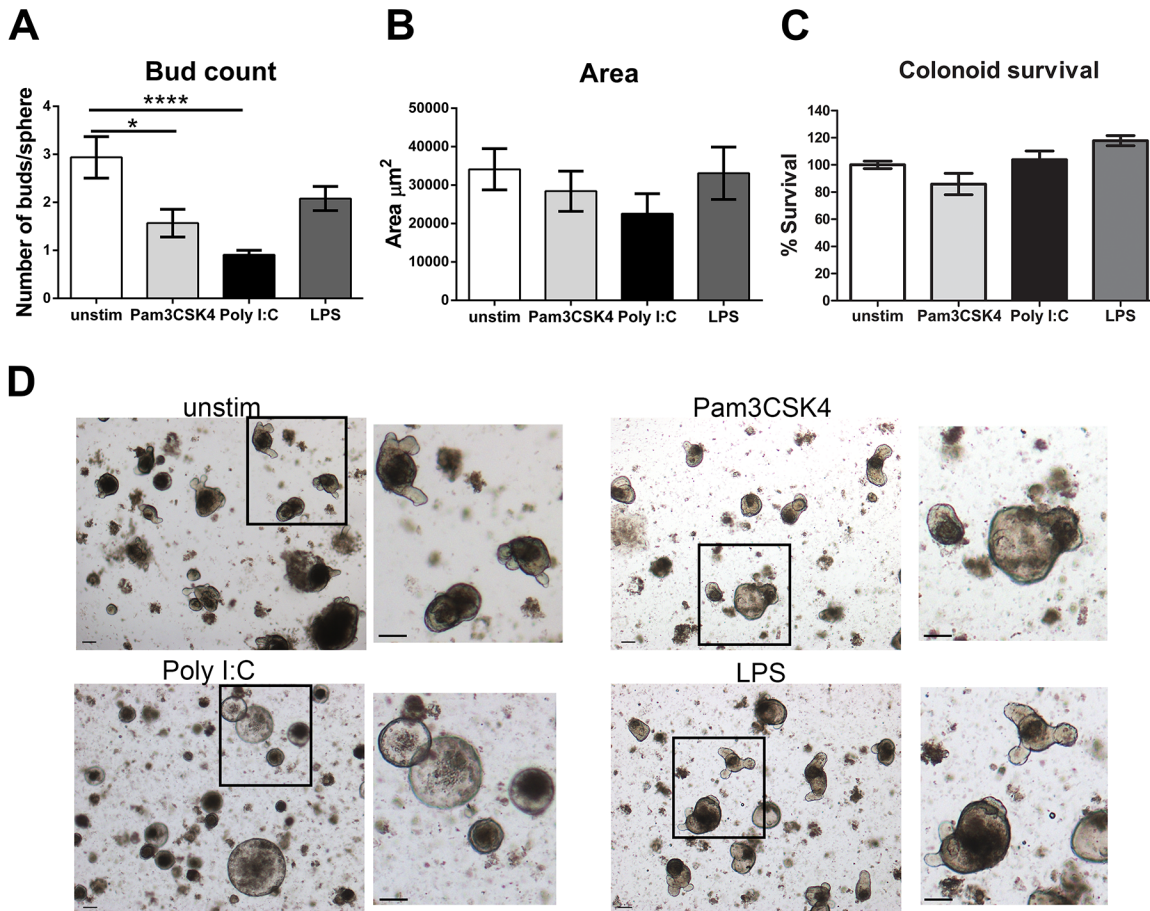 A
B
C
Bud count
Area
Colonoid survival
Number of buds/sphere
4
3
2
1
0
****
*
unstim Pam3CSK4 Poly I:C LPS
Area μm²
50000
40000
30000
20000
10000
0
unstim Pam3CSK4 Poly I:C LPS
% Survival
140
120
100
80
60
40
20
0
unstim Pam3CSK4 Poly I:C LPS
D
unstim
Pam3CSK4
Poly I:C
LPS